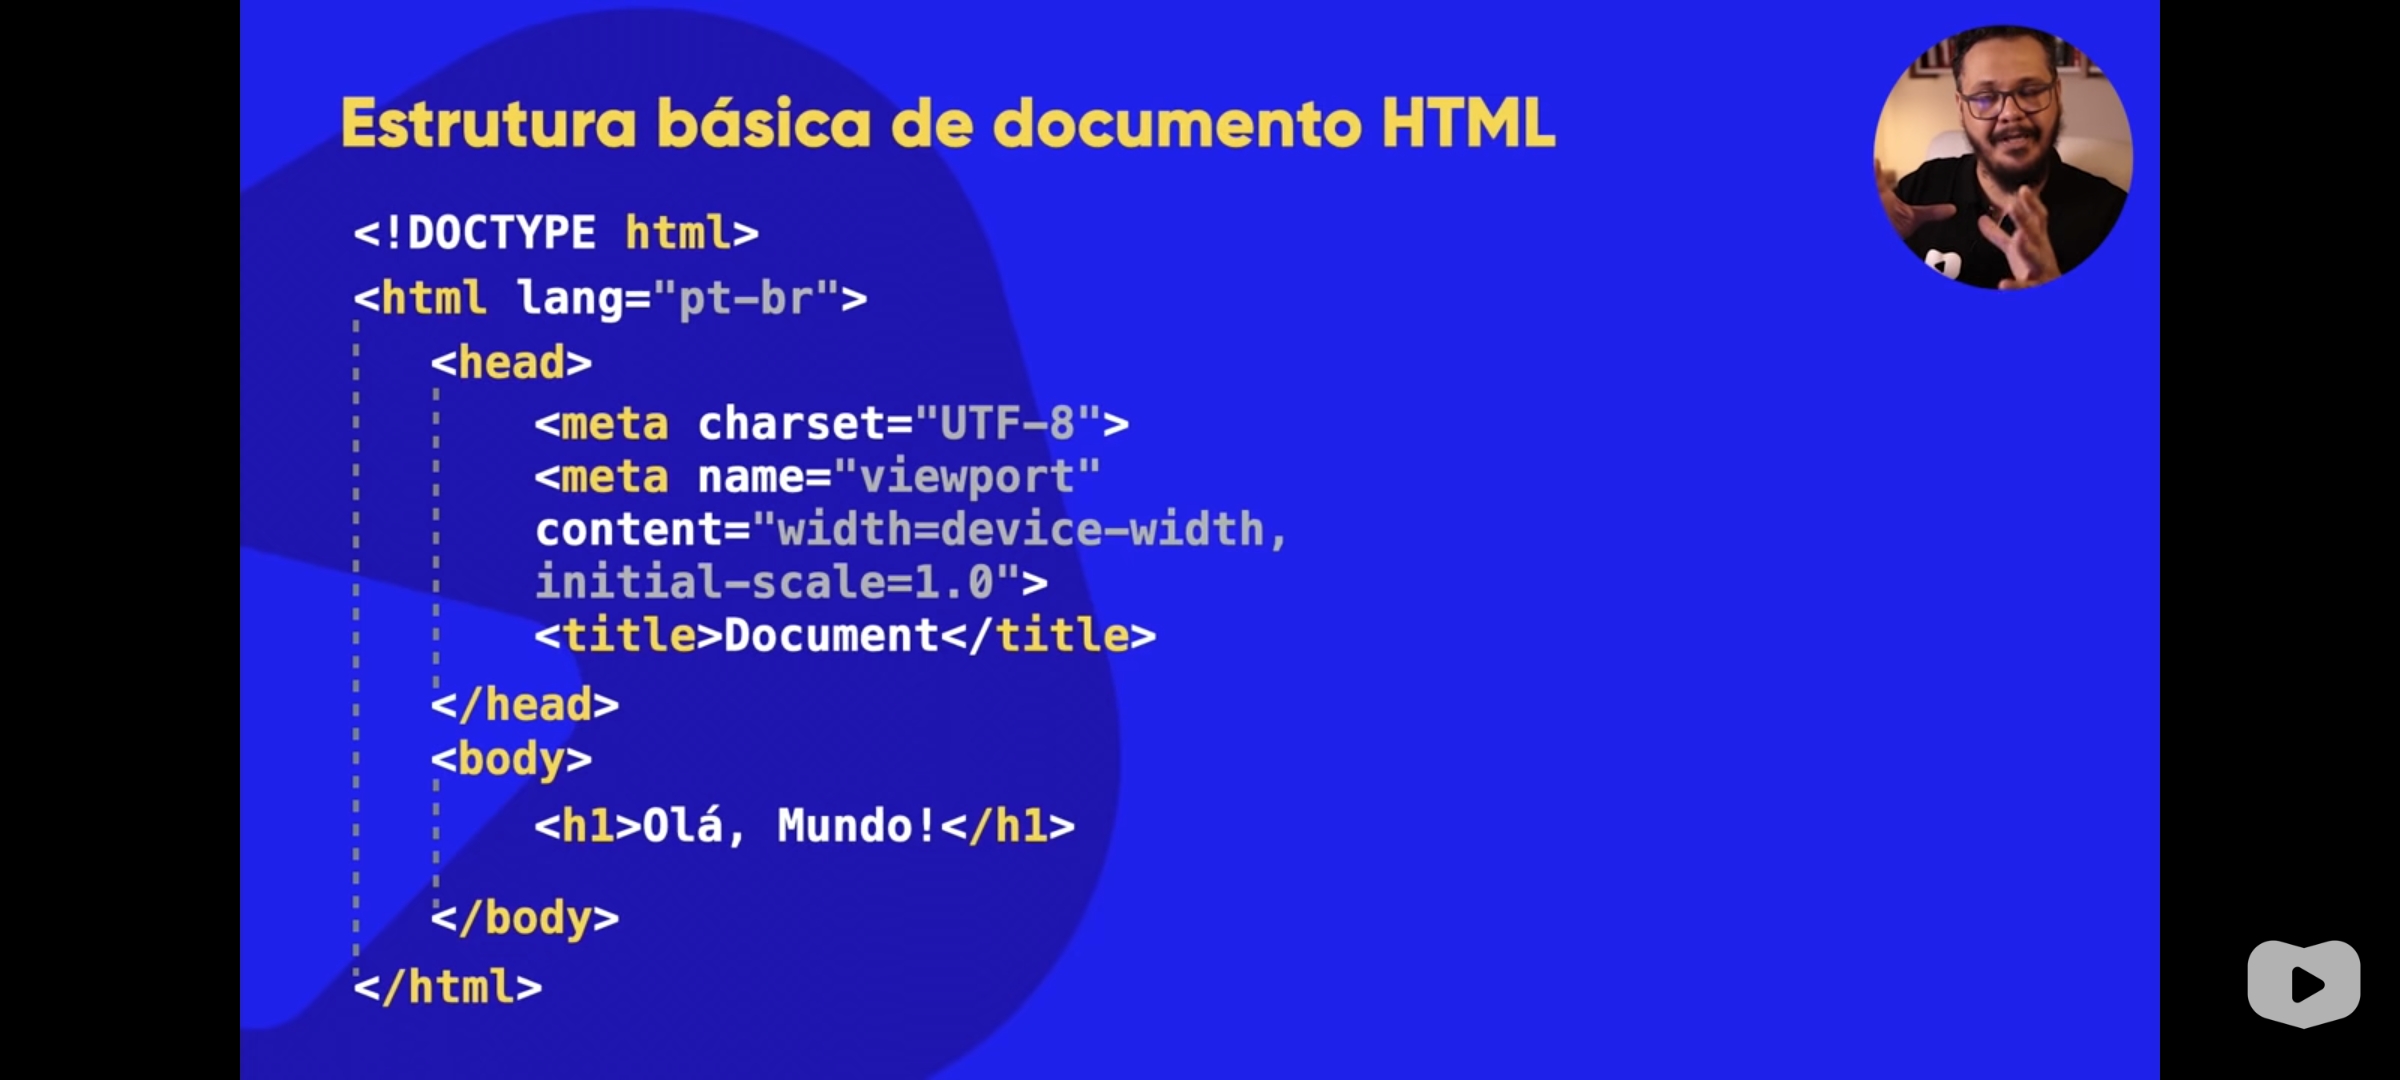 Estrutura básica de documento HTML
<!DOCTYPE html>
<html lang="pt-br">
<head>
<meta charset="UTF-8">
<meta name="viewport"
content="width=device-width,
initial-scale=1.0">
<title>Document</title>
</head>
<body>
<h1>Olá, Mundo!</h1>
</body>
</html>